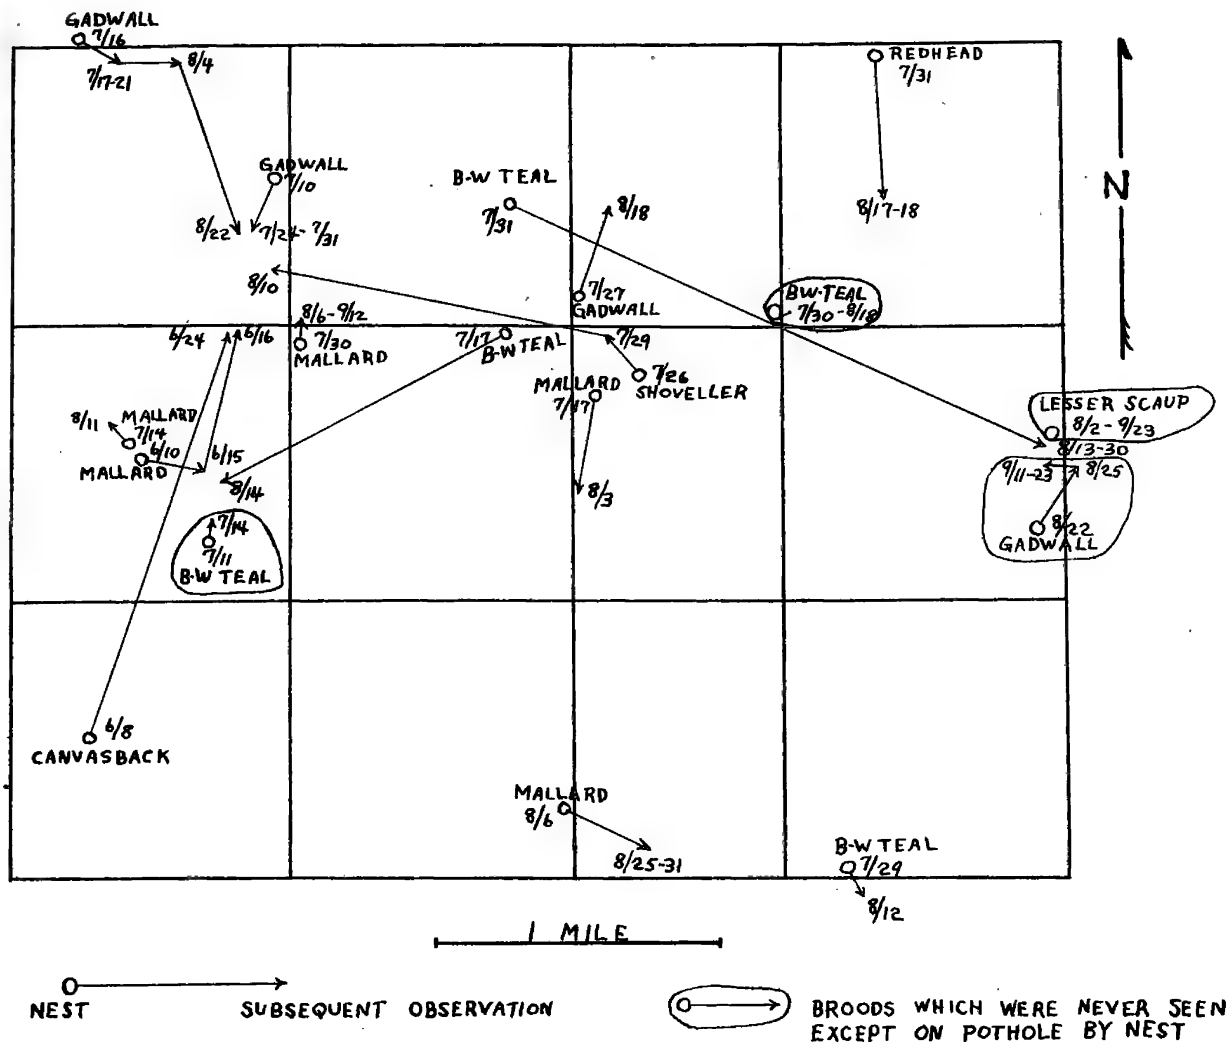 GADWALL
7/16
7/17-21
8/4
REDHEAD
7/31
GADWALL
7/10
B-W TEAL
7/31
8/18
8/17-18
N
8/22
7/24-7/31
8/10
7/27
GADWALL
BW-TEAL
7/30-8/18
8/6-9/12
7/30
MALLARD
6/24
6/16
7/17
B-W TEAL
7/29
7/26
SHOVELLER
MALLARD
7/17
LESSER SCAUP
8/2-9/23
8/13-30
8/11
MALLARD
7/14
6/10
MALLARD
6/15
8/14
8/3
9/11-23
8/25
8/22
GADWALL
7/14
7/11
B-W TEAL
6/8
CANVASBACK
MALLARD
8/6
8/25-31
B-W TEAL
7/29
8/12
1 MILE
NEST
SUBSEQUENT OBSERVATION
BROODS WHICH WERE NEVER SEEN
EXCEPT ON POTHOLE BY NEST